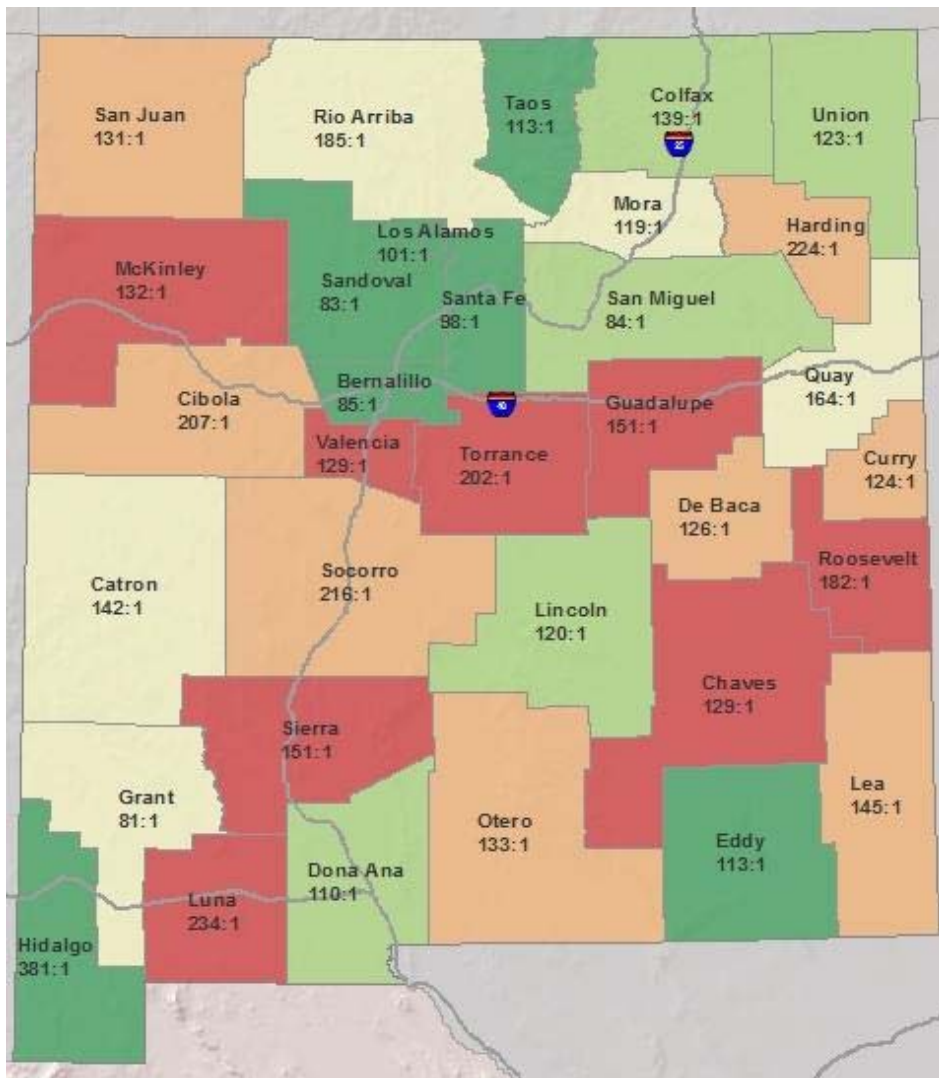 San Juan
131:1
Rio Arriba
185:1
Taos
113:1
Colfax
139:1
25
Union
123:1
Mora
119:1
Harding
224:1
Los Alamos
101:1
McKinley
132:1
Sandoval
83:1
Santa Fe
98:1
San Miguel
84:1
Quay
164:1
Cibola
207:1
Bernalillo
85:1
40
Guadalupe
151:1
Valencia
129:1
Torrance
202:1
Curry
124:1
De Baca
126:1
Roosevelt
182:1
Catron
142:1
Socorro
216:1
Lincoln
120:1
Chaves
129:1
Sierra
151:1
Grant
81:1
Otero
133:1
Lea
145:1
Eddy
113:1
Dona Ana
110:1
Luna
234:1
Hidalgo
381:1